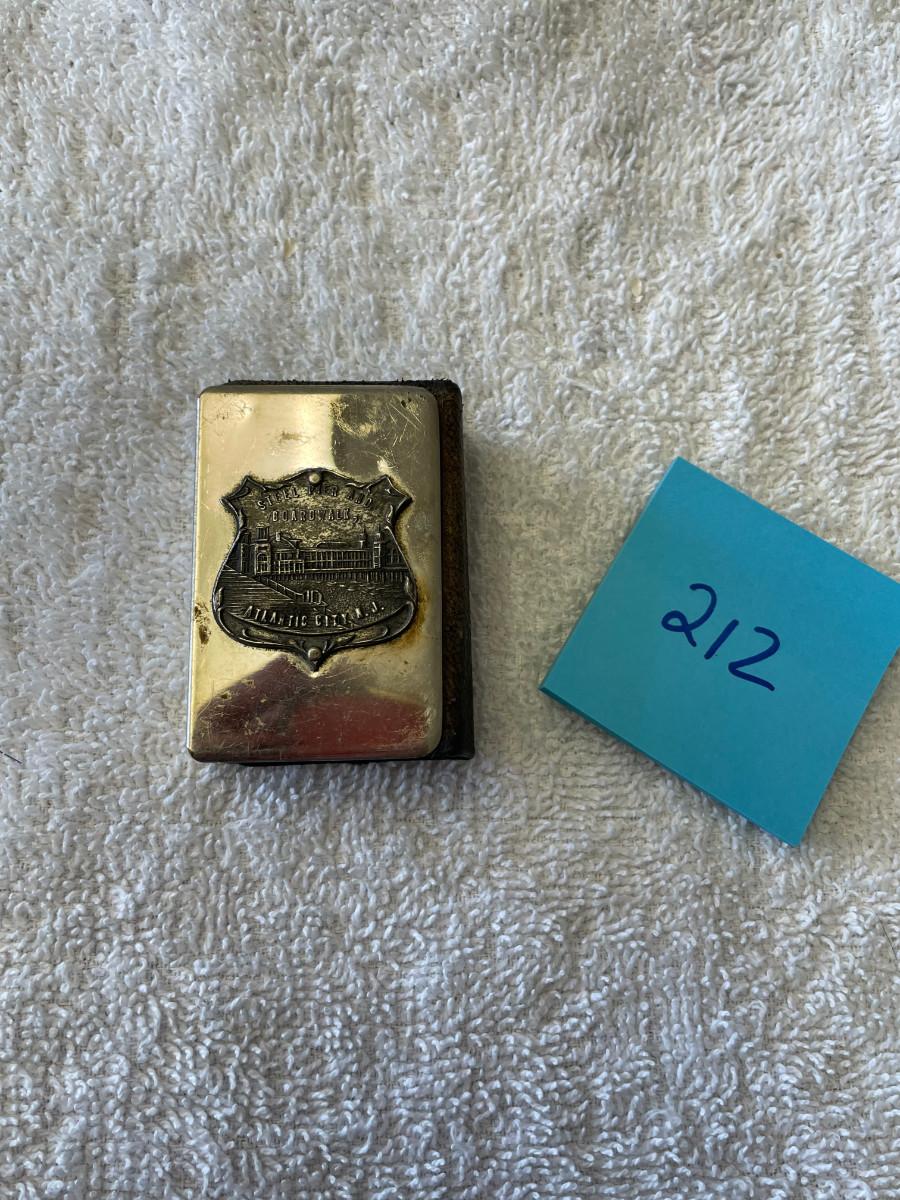 STEEL PIER AND
BOARDWALK,
ATLANTIC CITY, N.J.
212